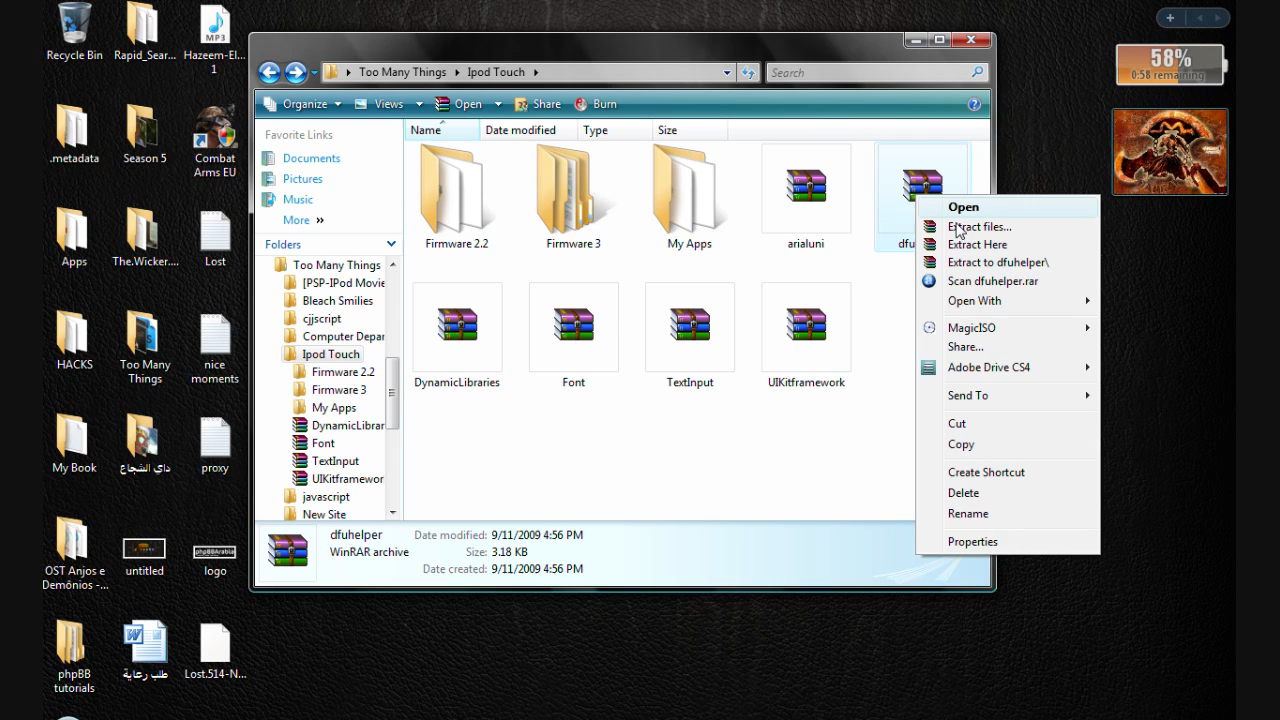 Recycle Bin
Rapid_Sear...
MP3
Hazeem-El...
1
.metadata
Season 5
Combat
Arms EU
Apps
The.Wicker....
Lost
HACKS
Too Many
Things
nice
moments
My Book
داي الشجاع
proxy
OST Anjos e
Demônios -...
untitled
phpBBArabia
logo
phpBB
tutorials
طلب رعاية
Lost.514-N...
Too Many Things
Ipod Touch
Search
Organize
Views
Open
Share
Burn
Favorite Links
Documents
Pictures
Music
More »
Folders
Too Many Things
[PSP-IPod Movie
Bleach Smilies
cjjscript
Computer Depar
Ipod Touch
Firmware 2.2
Firmware 3
My Apps
DynamicLibrar
Font
TextInput
UIKitframewor
javascript
New Site
Name
Date modified
Type
Size
Firmware 2.2
Firmware 3
My Apps
arialuni
dfu
DynamicLibraries
Font
TextInput
UIKitframework
dfuhelper
WinRAR archive
Date modified: 9/11/2009 4:56 PM
Size: 3.18 KB
Date created: 9/11/2009 4:56 PM
Open
Extract files...
Extract Here
Extract to dfuhelper\
Scan dfuhelper.rar
Open With
MagicISO
Share...
Adobe Drive CS4
Send To
Cut
Copy
Create Shortcut
Delete
Rename
Properties
58%
0:58 remaining